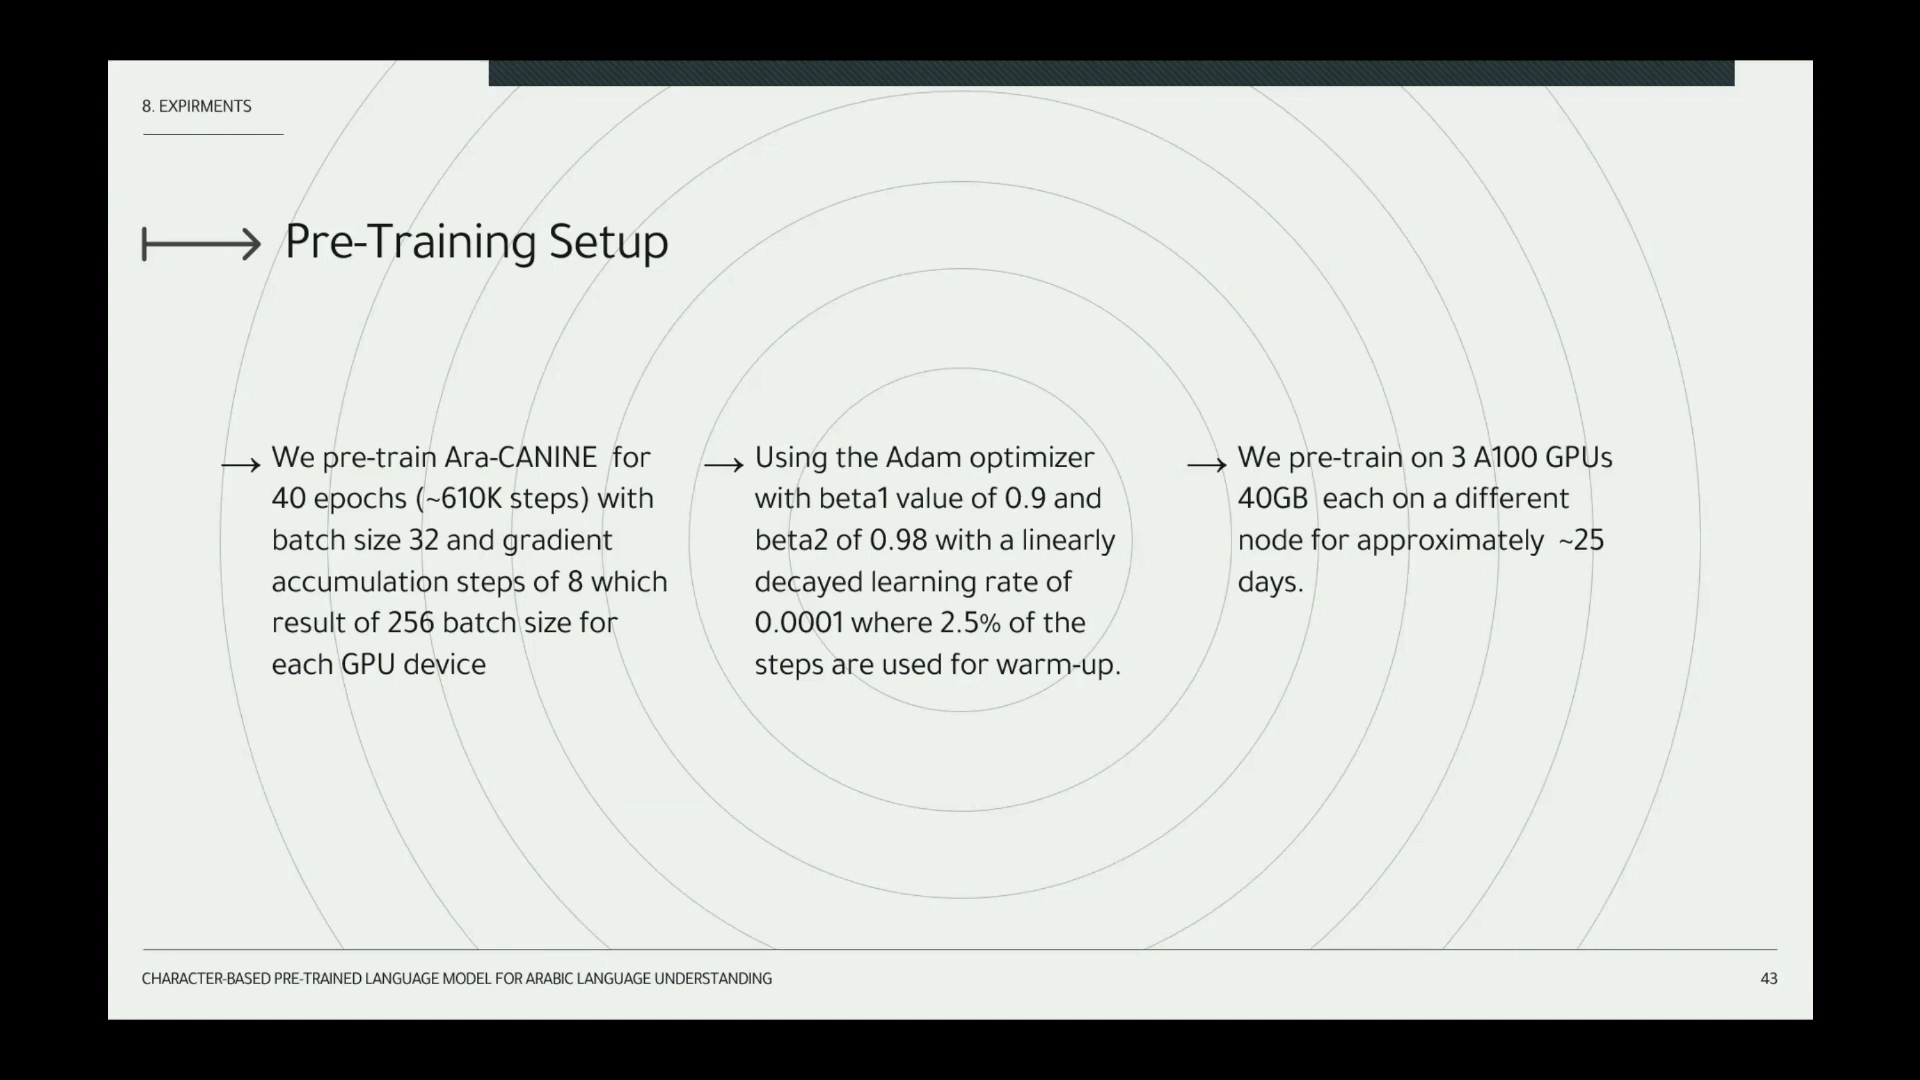 8. EXPIRMENTS
Pre-Training Setup
We pre-train Ara-CANINE for
40 epochs (~610K steps) with
batch size 32 and gradient
accumulation steps of 8 which
result of 256 batch size for
each GPU device
Using the Adam optimizer
with beta1 value of 0.9 and
beta2 of 0.98 with a linearly
decayed learning rate of
0.0001 where 2.5% of the
steps are used for warm-up.
We pre-train on 3 A100 GPUs
40GB each on a different
node for approximately ~25
days.
CHARACTER-BASED PRE-TRAINED LANGUAGE MODEL FOR ARABIC LANGUAGE UNDERSTANDING
43